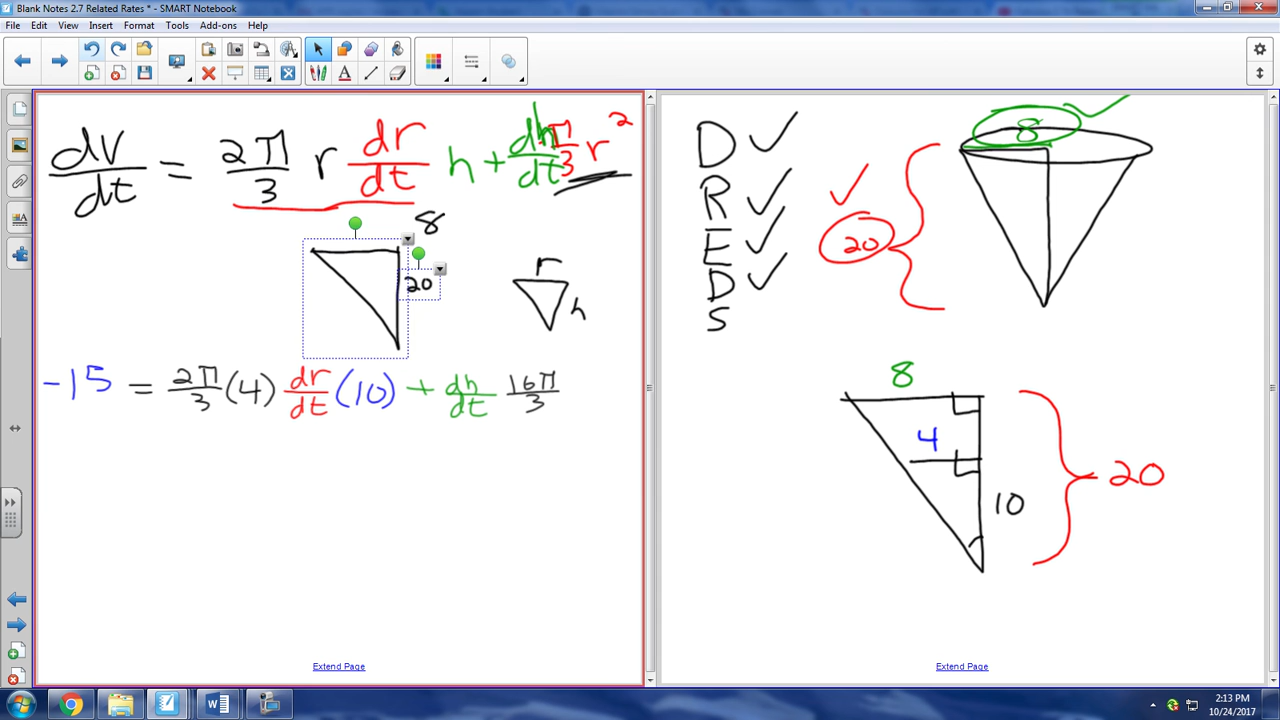 Blank Notes 2.7 Related Rates * - SMART Notebook
File Edit View Insert Format Tools Add-ons Help
dV/dt = 2π/3 r dr/dt h + dh/dt π/3 r²
8
20
r
h
-15 = 2π/3 (4) dr/dt (10) + dh/dt 16π/3
Extend Page
D ✓
R ✓
E ✓
D ✓
S
8
20
8
4
10
20
Extend Page
2:13 PM
10/24/2017